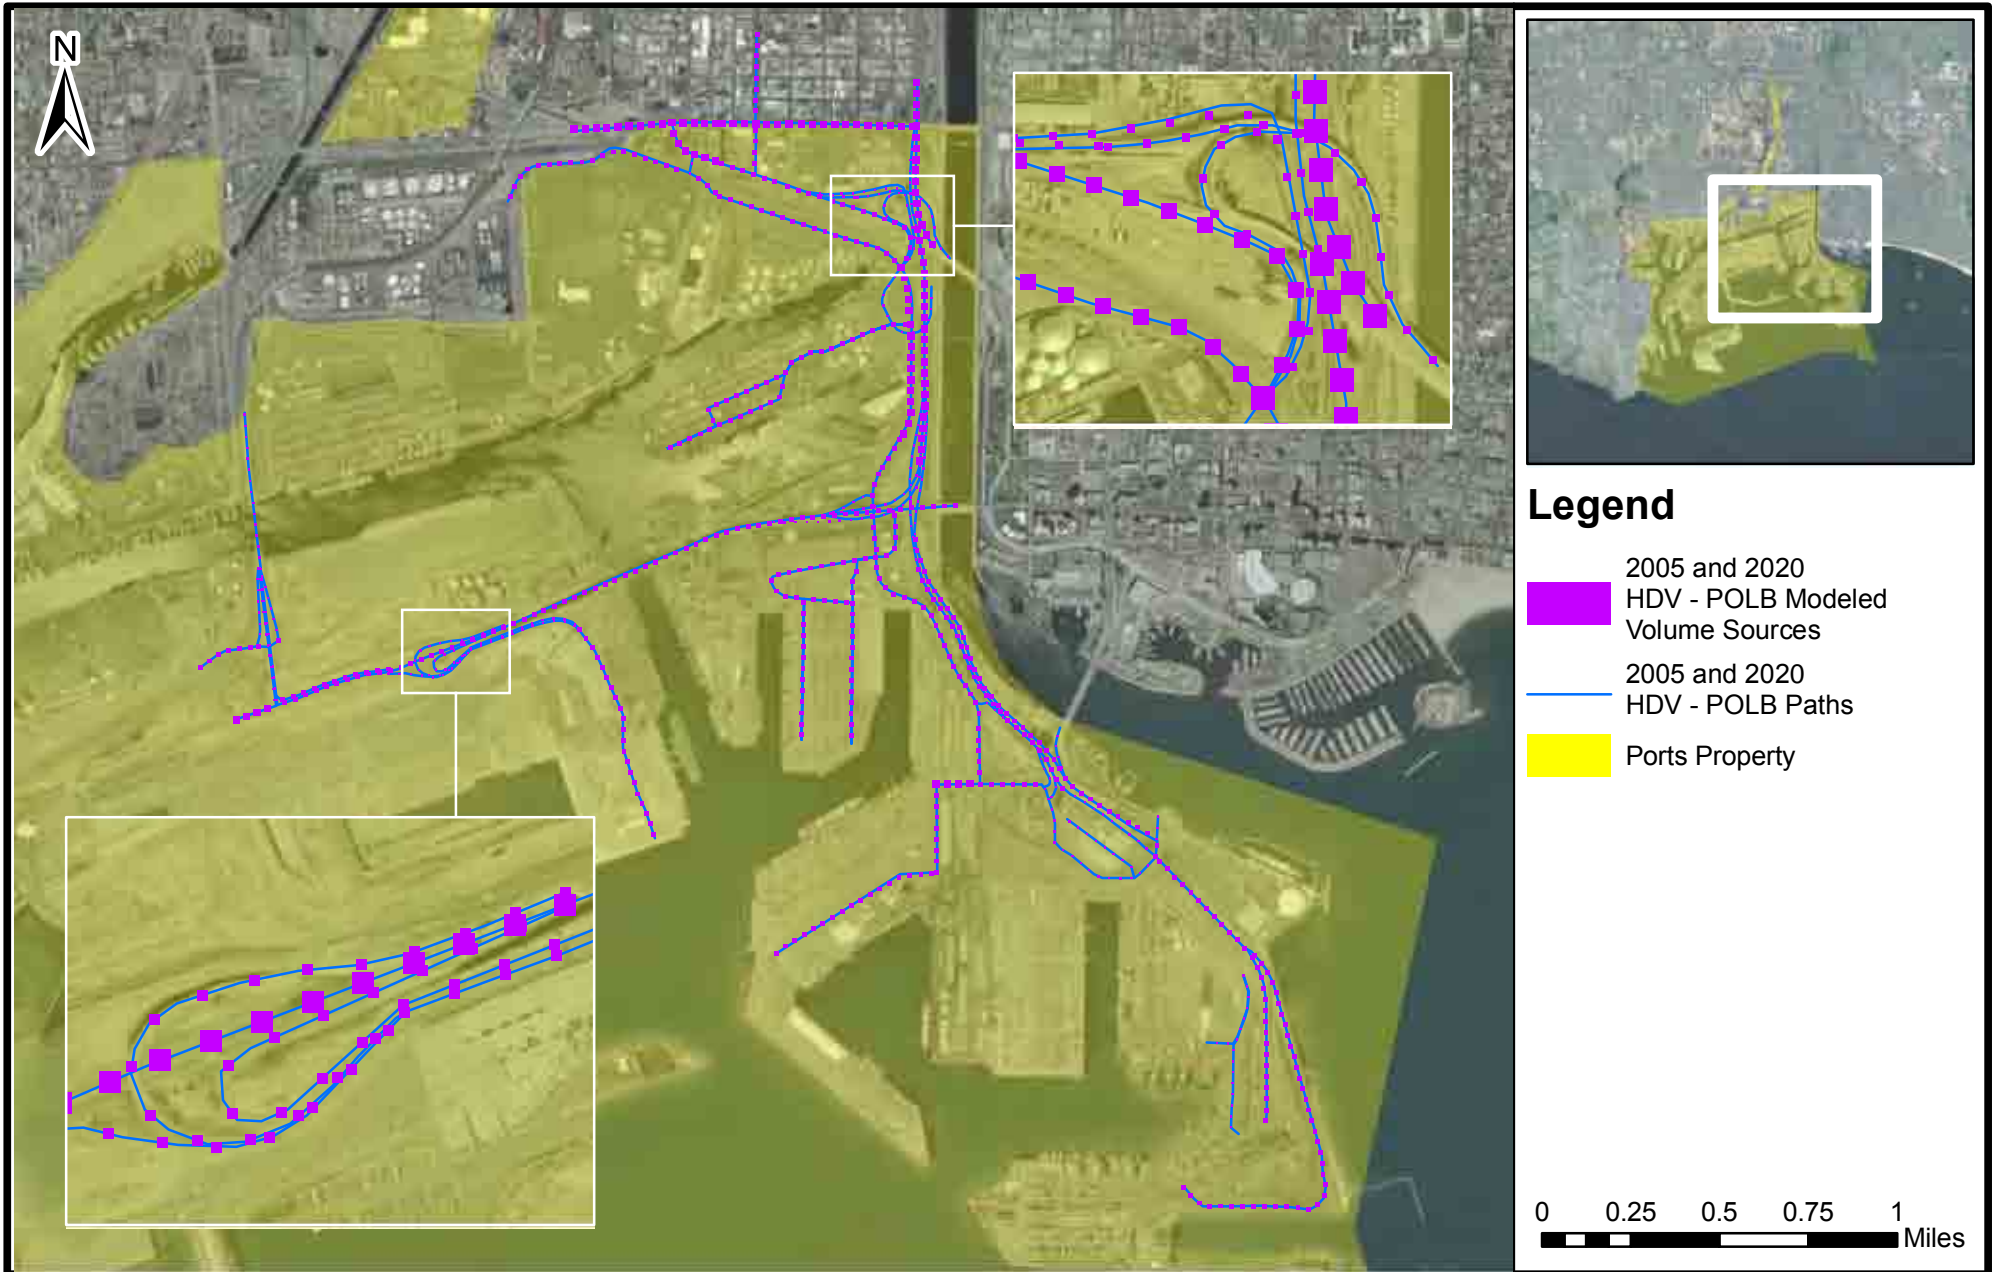 N
Legend
2005 and 2020
HDV - POLB Modeled
Volume Sources
2005 and 2020
HDV - POLB Paths
Ports Property
0 0.25 0.5 0.75 1
Miles